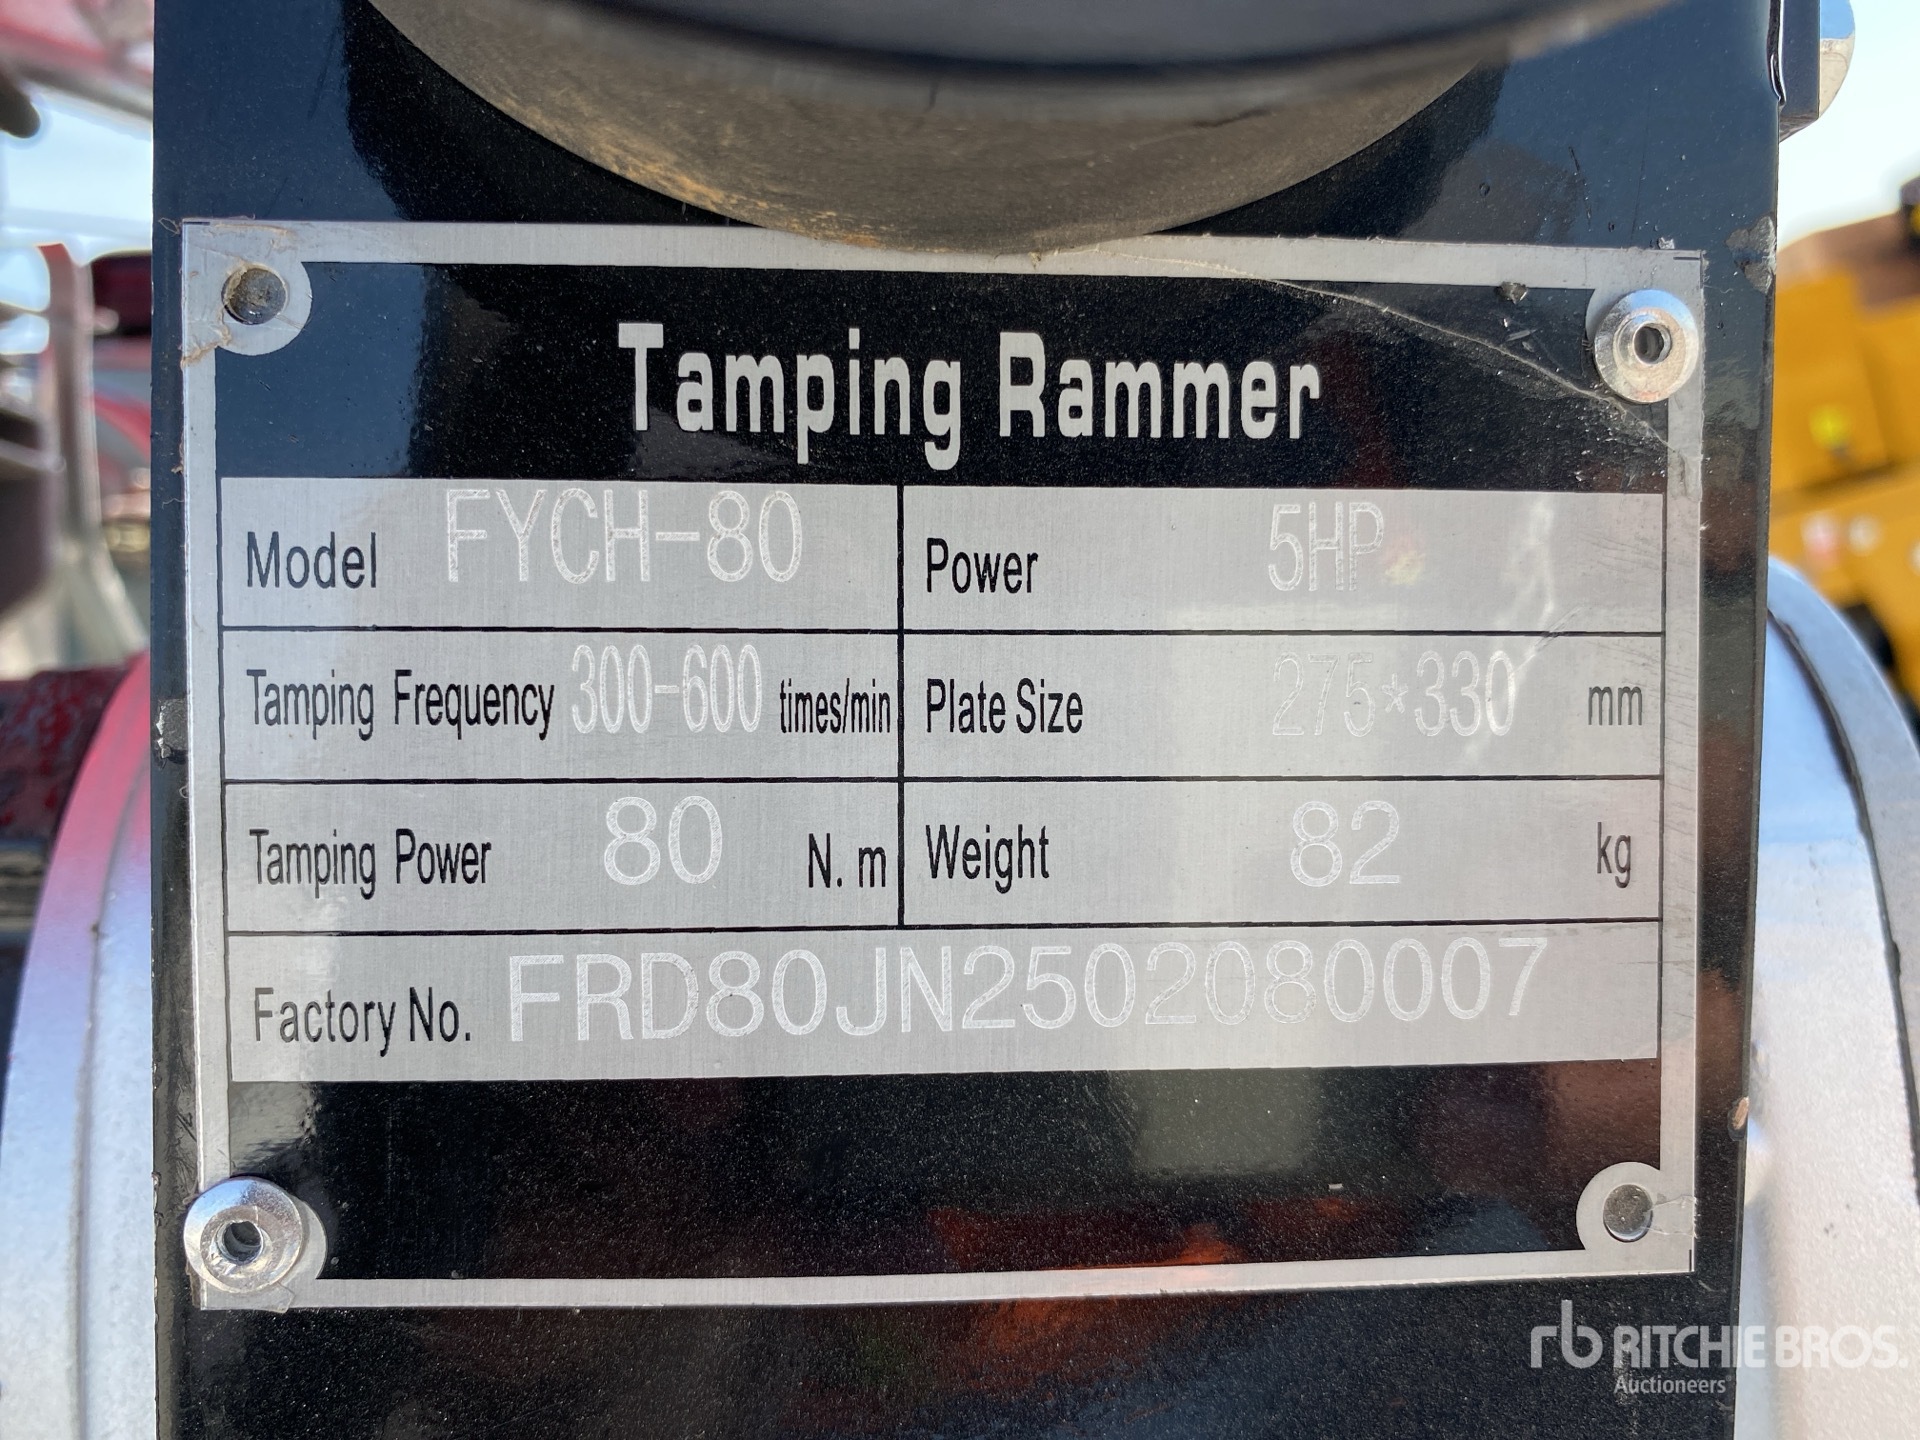 Tamping Rammer
Model FYCH-80 Power 5HP
Tamping Frequency 300-600 times/min Plate Size 275*330 mm
Tamping Power 80 N.m Weight 82 kg
Factory No. FRD80JN2502080007
rb RITCHIE BROS.
Auctioneers